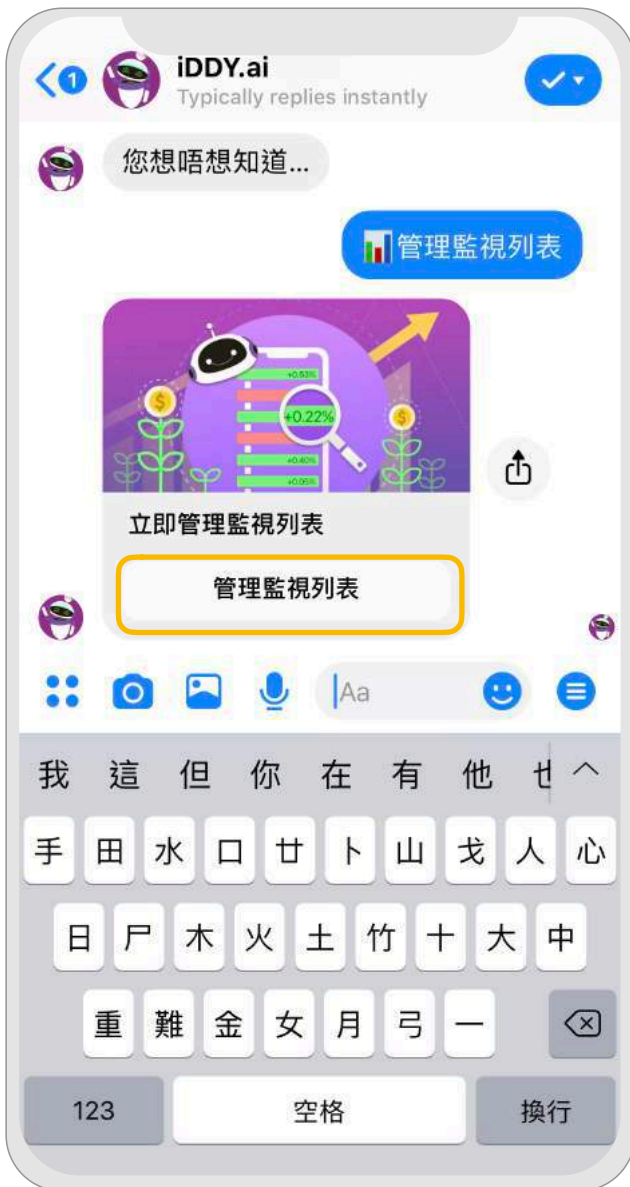 1
iDDY.ai
Typically replies instantly
您想唔想知道...
管理監視列表
+0.53%
+0.22%
+0.40%
+0.05%
立即管理監視列表
管理監視列表
Aa
我 這 但 你 在 有 他 也
手 田 水 口 廿 卜 山 戈 人 心
日 尸 木 火 土 竹 十 大 中
重 難 金 女 月 弓 一
123 空格 換行